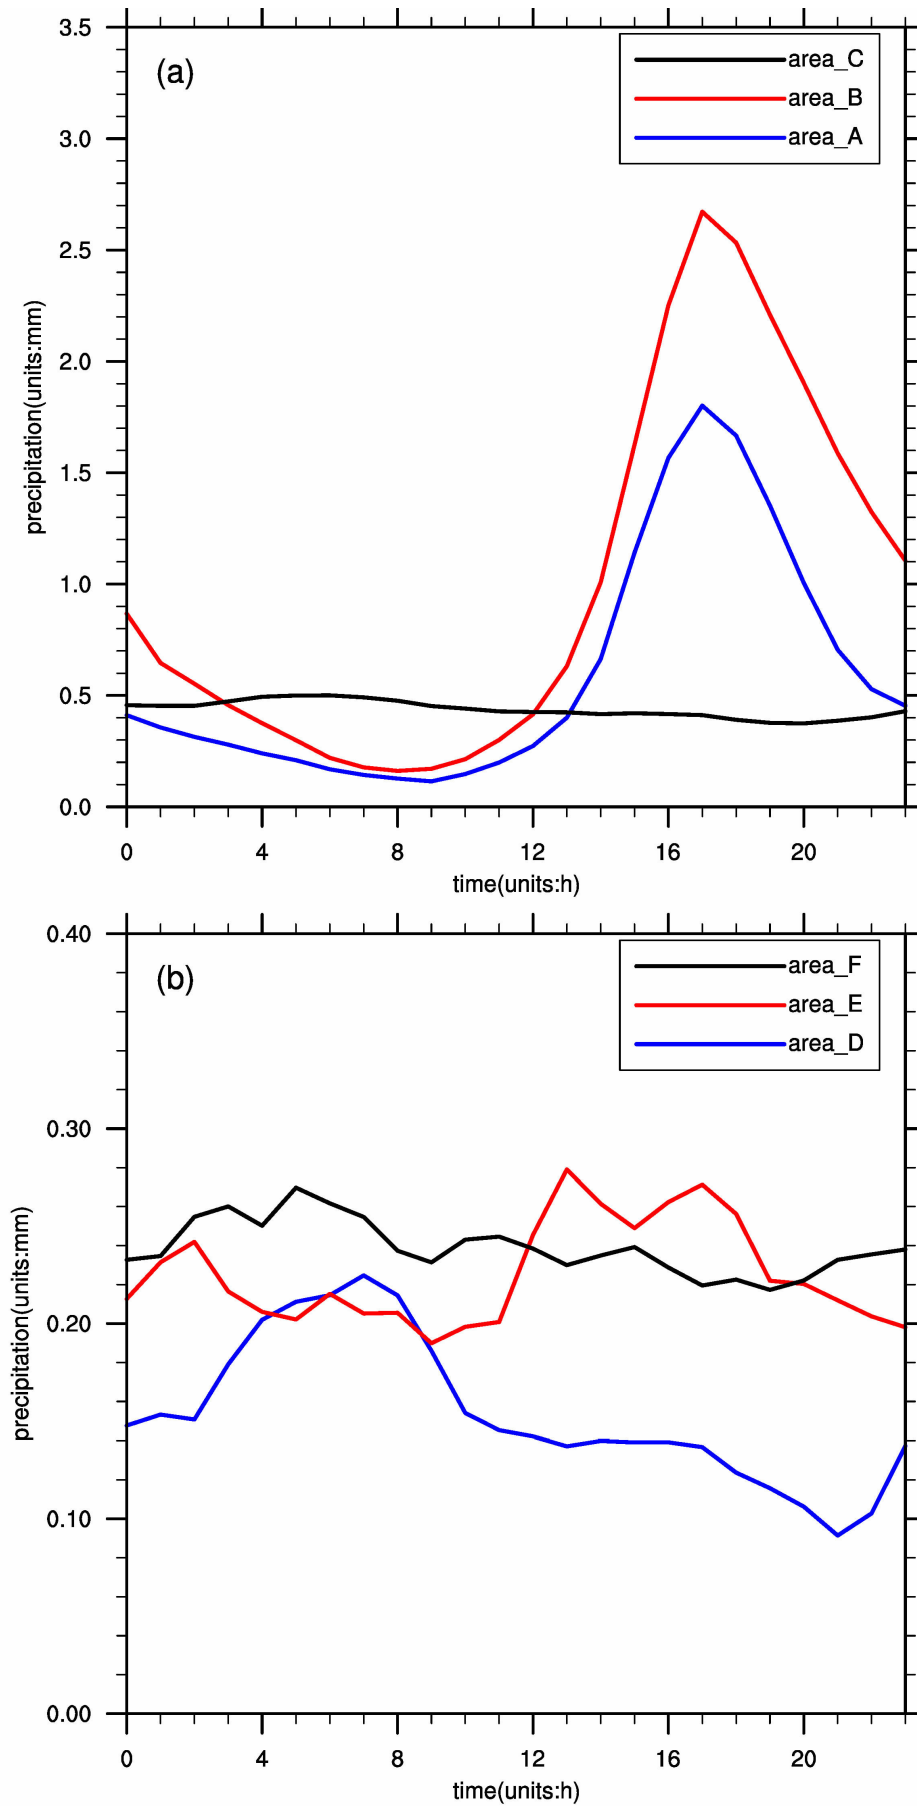 3.5
(a)
area_C
area_B
area_A
3.0
2.5
2.0
1.5
1.0
0.5
0.0
precipitation(units:mm)
0 4 8 12 16 20
time(units:h)
0.40
(b)
area_F
area_E
area_D
0.30
0.20
0.10
0.00
precipitation(units:mm)
0 4 8 12 16 20
time(units:h)